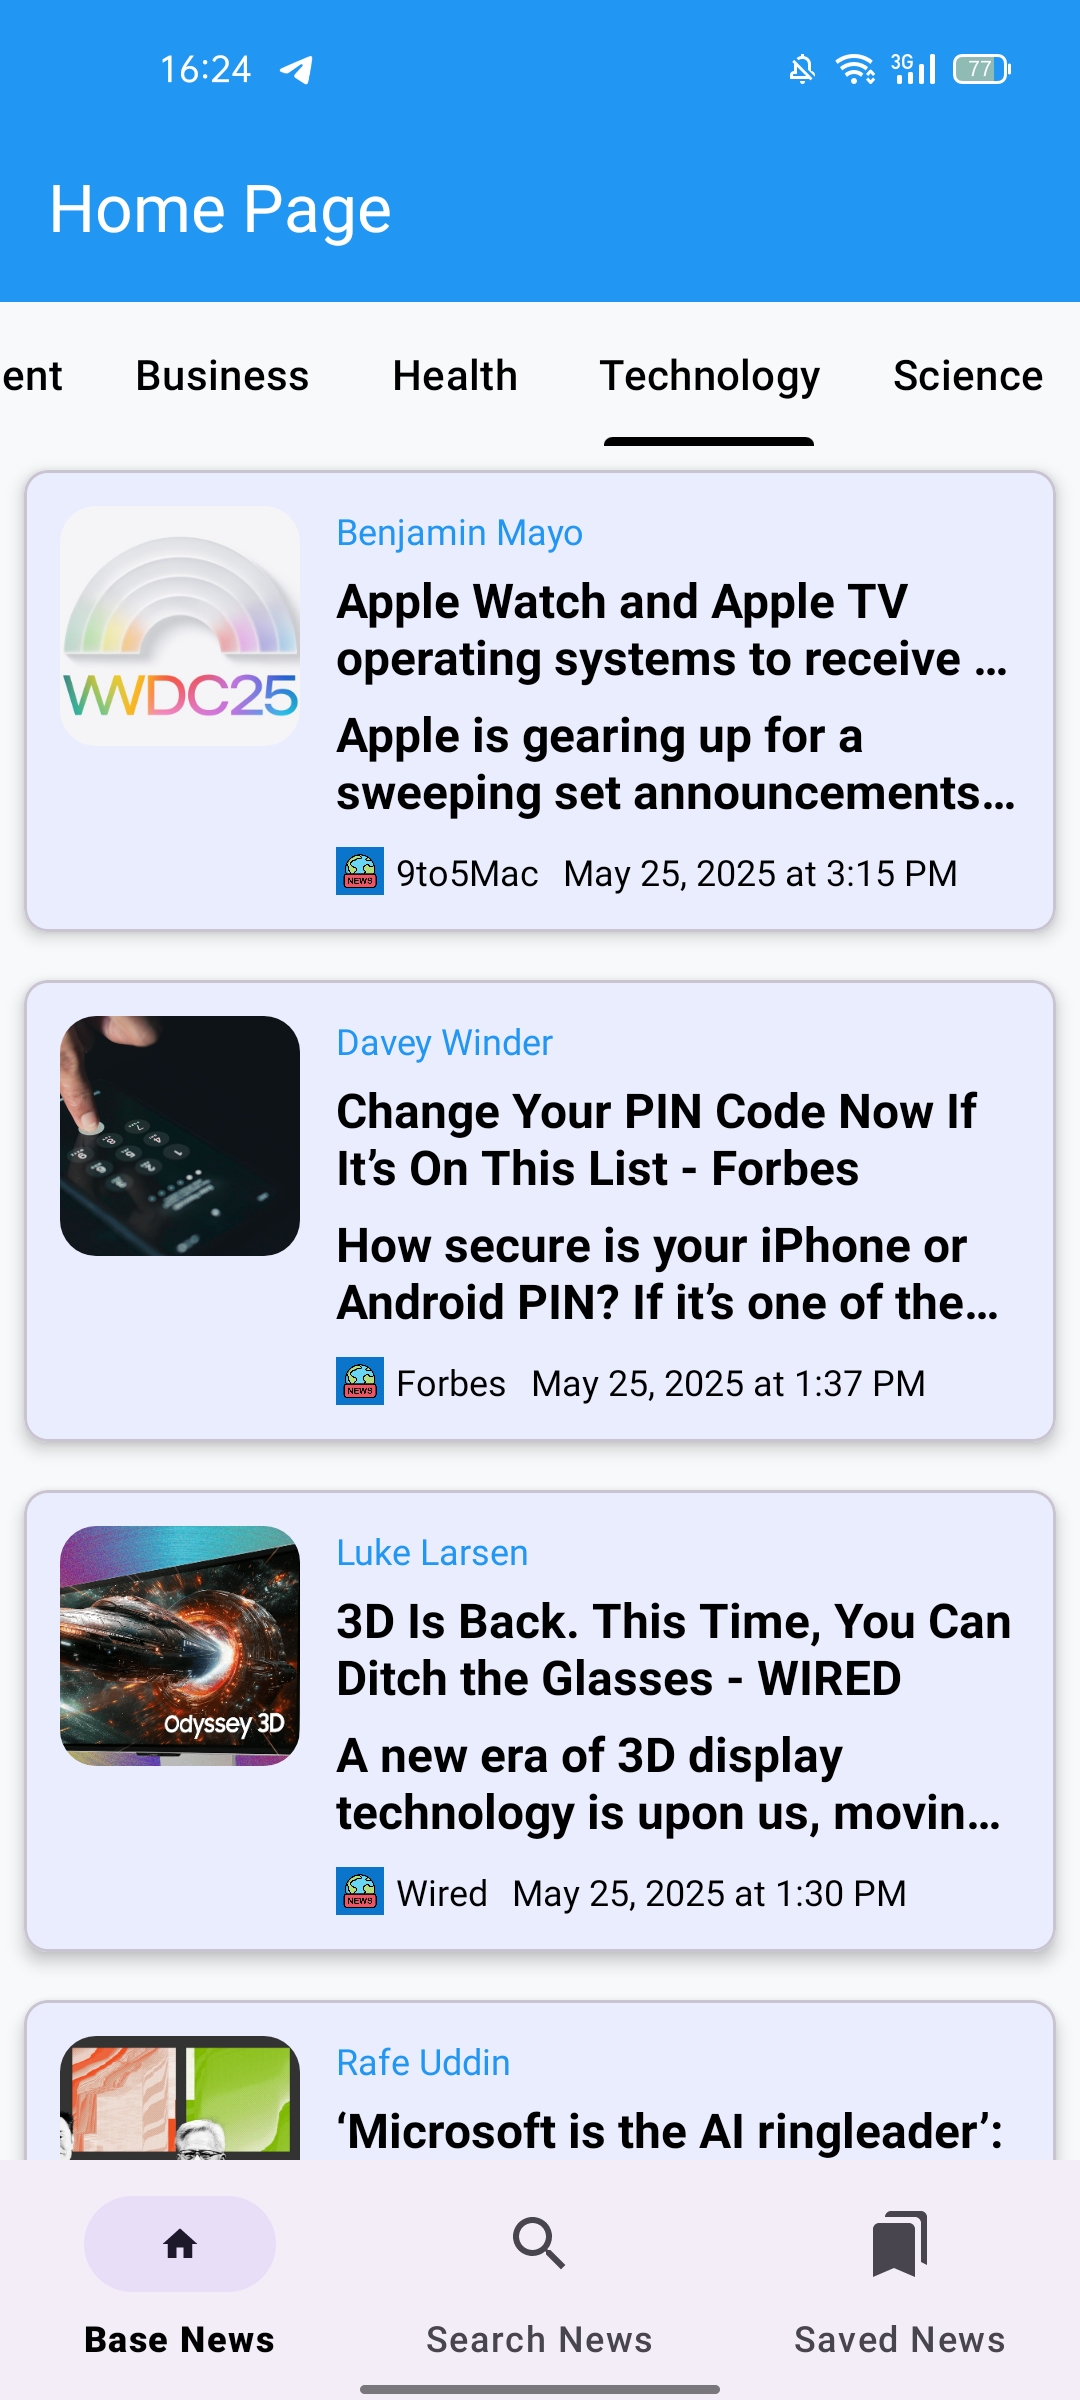 16:24
3G
77
Home Page
ent Business Health Technology Science
WWDC25
Benjamin Mayo
Apple Watch and Apple TV
operating systems to receive …
Apple is gearing up for a
sweeping set announcements…
NEWS 9to5Mac May 25, 2025 at 3:15 PM
Davey Winder
Change Your PIN Code Now If
It’s On This List - Forbes
How secure is your iPhone or
Android PIN? If it’s one of the…
NEWS Forbes May 25, 2025 at 1:37 PM
Odyssey 3D
Luke Larsen
3D Is Back. This Time, You Can
Ditch the Glasses - WIRED
A new era of 3D display
technology is upon us, movin…
NEWS Wired May 25, 2025 at 1:30 PM
Rafe Uddin
‘Microsoft is the AI ringleader’:
Base News Search News Saved News